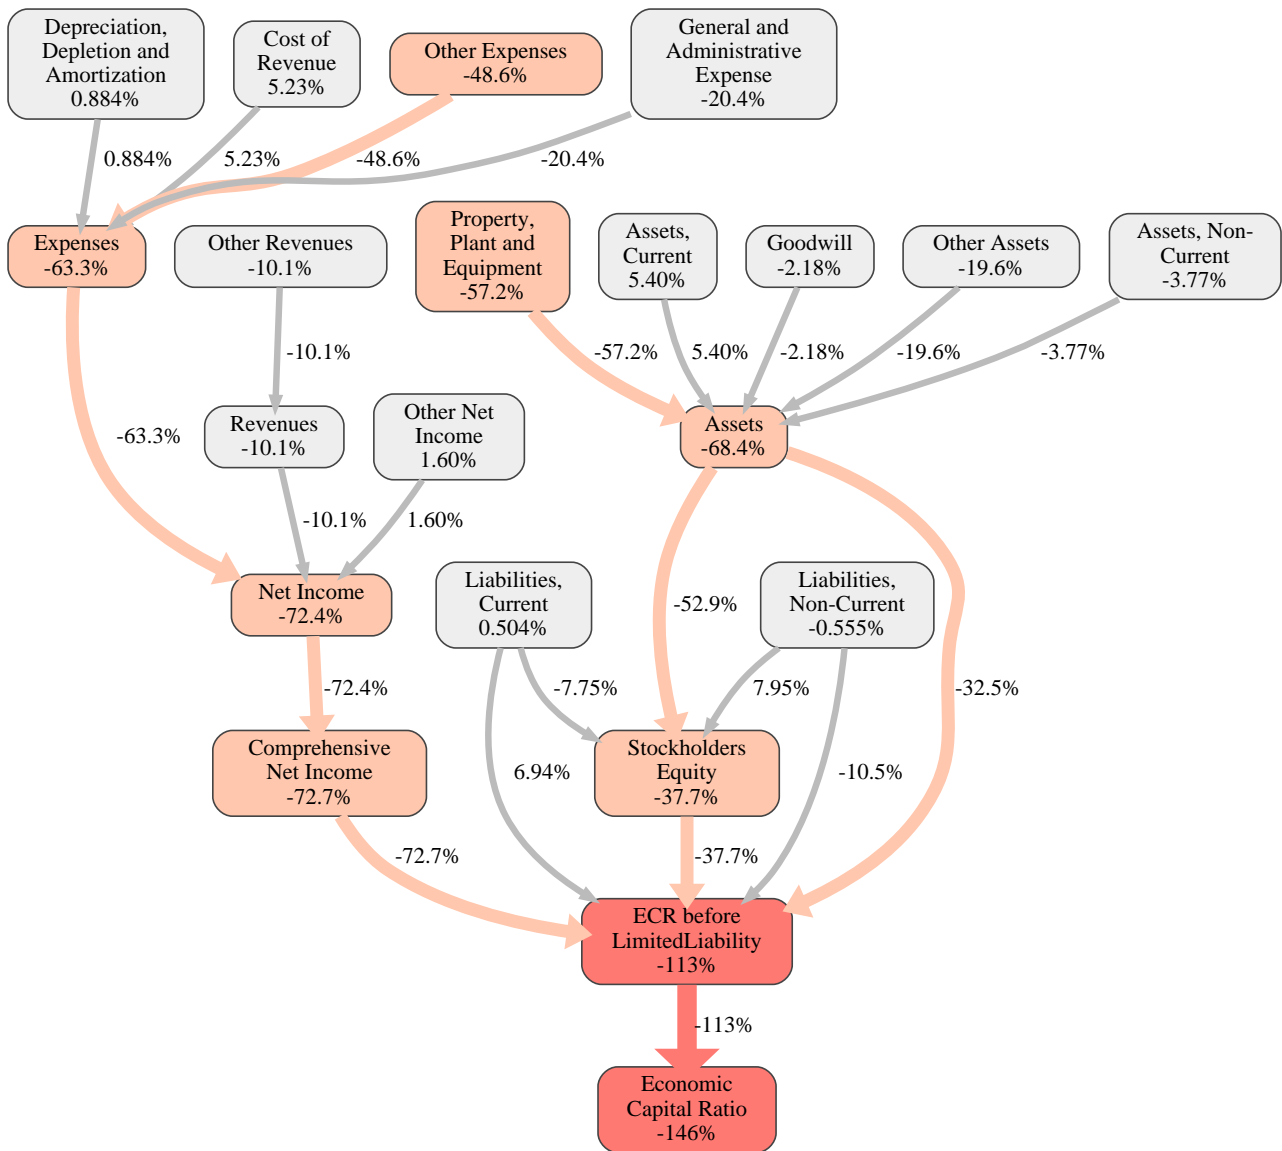 Depreciation,
Depletion and
Amortization
0.884%
Cost of
Revenue
5.23%
Other Expenses
-48.6%
General and
Administrative
Expense
-20.4%
0.884%
5.23%
-48.6%
-20.4%
Expenses
-63.3%
Other Revenues
-10.1%
Property,
Plant and
Equipment
-57.2%
Assets,
Current
5.40%
Goodwill
-2.18%
Other Assets
-19.6%
Assets, Non-
Current
-3.77%
-10.1%
-57.2%
5.40%
-2.18%
-19.6%
-3.77%
-63.3%
Revenues
-10.1%
Other Net
Income
1.60%
Assets
-68.4%
-10.1%
1.60%
Net Income
-72.4%
Liabilities,
Current
0.504%
-52.9%
Liabilities,
Non-Current
-0.555%
-72.4%
-7.75%
7.95%
-32.5%
Comprehensive
Net Income
-72.7%
6.94%
Stockholders
Equity
-37.7%
-10.5%
-72.7%
-37.7%
ECR before
LimitedLiability
-113%
-113%
Economic
Capital Ratio
-146%